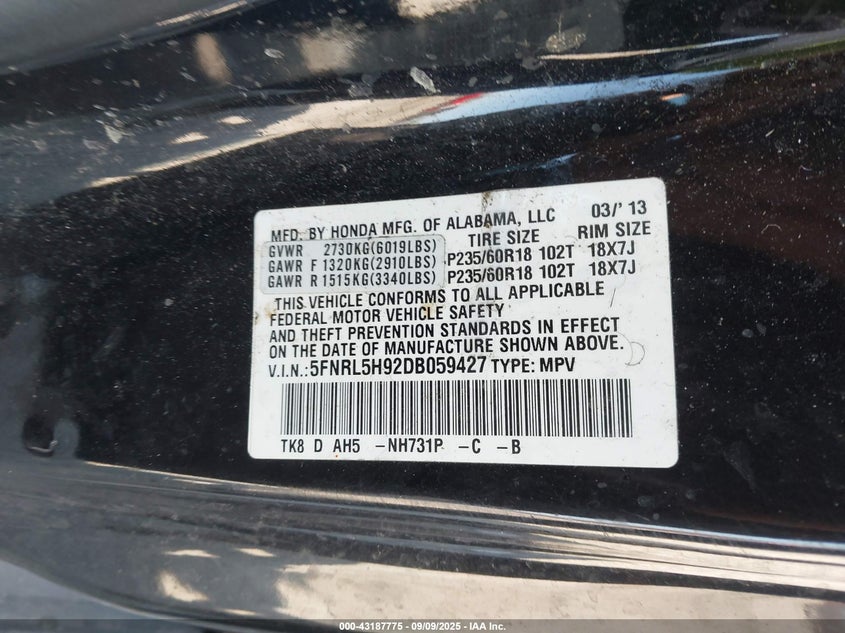 MFD. BY HONDA MFG. OF ALABAMA, LLC 03/'13
TIRE SIZE RIM SIZE
GVWR 2730KG(6019LBS)
GAWR F 1320KG(2910LBS) P235/60R18 102T 18X7J
GAWR R 1515KG(3340LBS) P235/60R18 102T 18X7J
THIS VEHICLE CONFORMS TO ALL APPLICABLE
FEDERAL MOTOR VEHICLE SAFETY
AND THEFT PREVENTION STANDARDS IN EFFECT
ON THE DATE OF MANUFACTURE SHOWN ABOVE.
V.I.N.: 5FNRL5H92DB059427 TYPE: MPV
TK8 D AH5 -NH731P -C -B
000-43187775 - 09/09/2025 - IAA Inc.